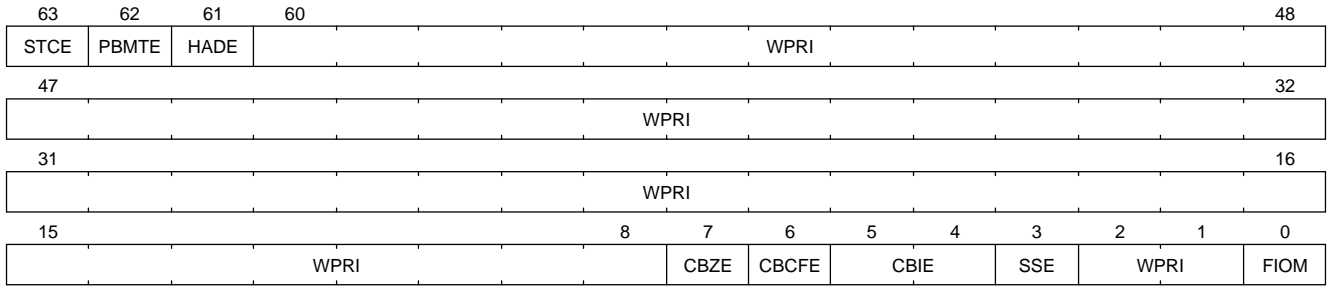 63 62 61 60 48
STCE PBMTE HADE WPRI
47 32
WPRI
31 16
WPRI
15 8 7 6 5 4 3 2 1 0
WPRI CBZE CBCFE CBIE SSE WPRI FIOM